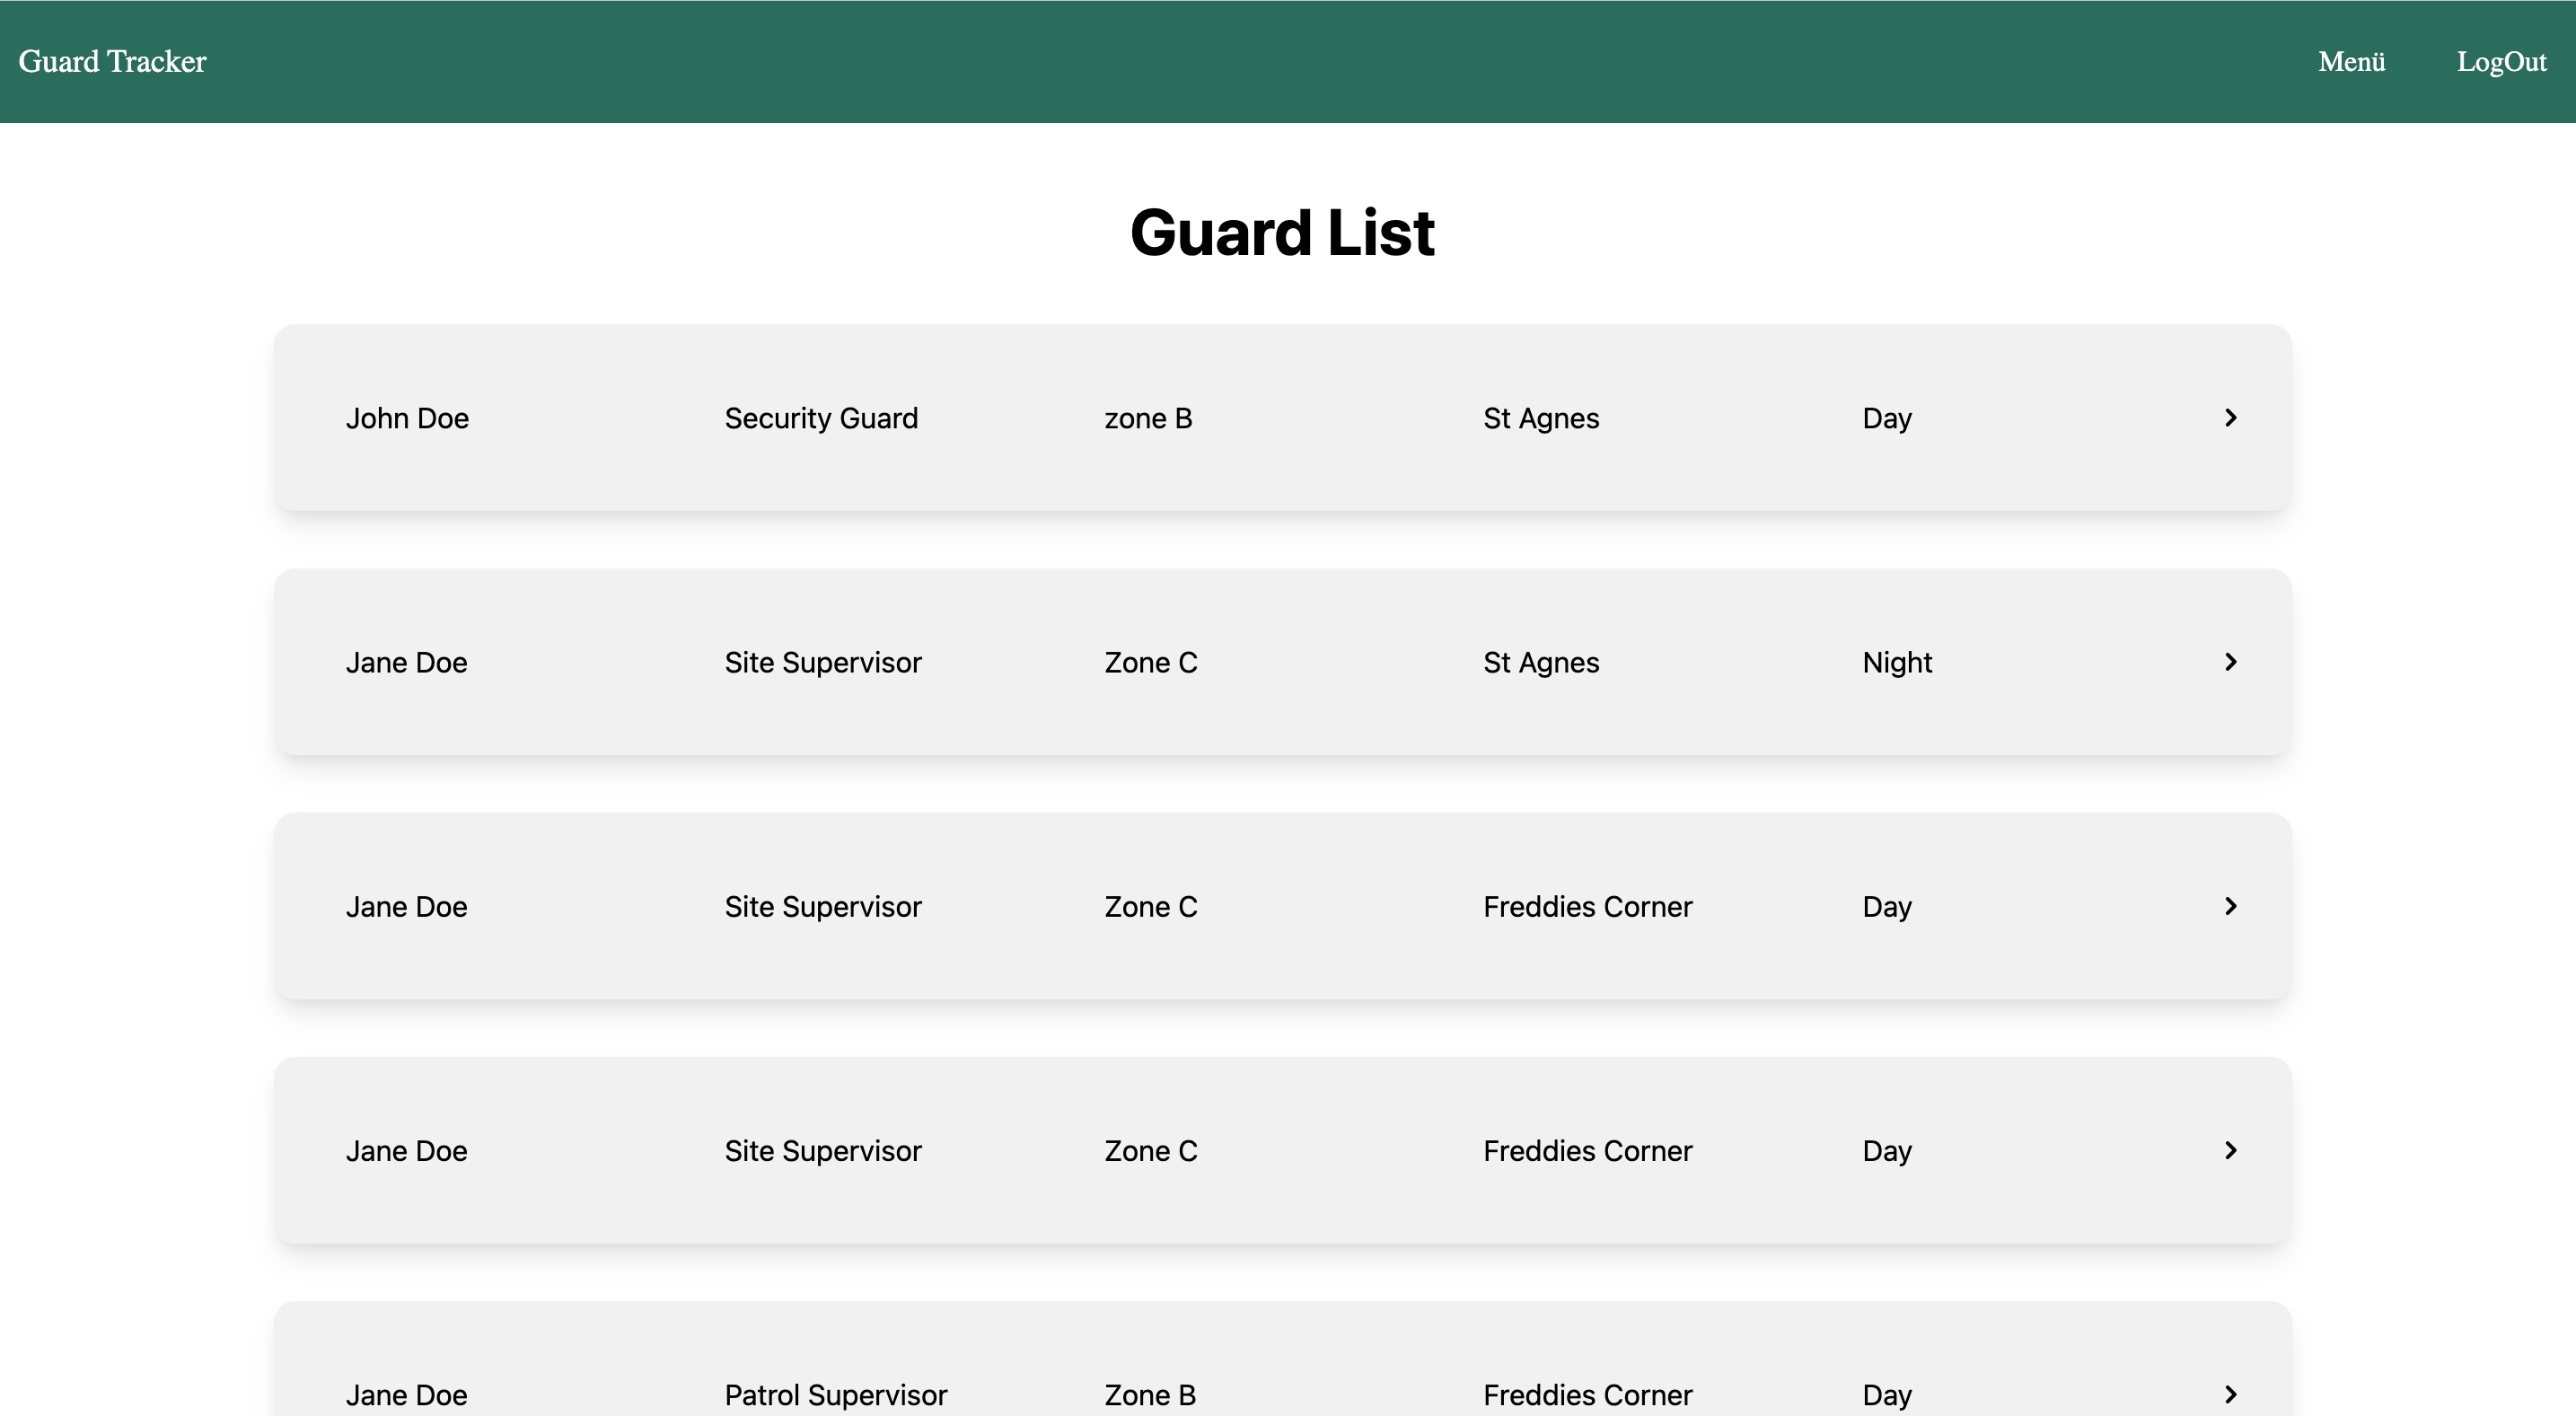 Guard Tracker Menü LogOut
Guard List
John Doe Security Guard zone B St Agnes Day
Jane Doe Site Supervisor Zone C St Agnes Night
Jane Doe Site Supervisor Zone C Freddies Corner Day
Jane Doe Site Supervisor Zone C Freddies Corner Day
Jane Doe Patrol Supervisor Zone B Freddies Corner Day